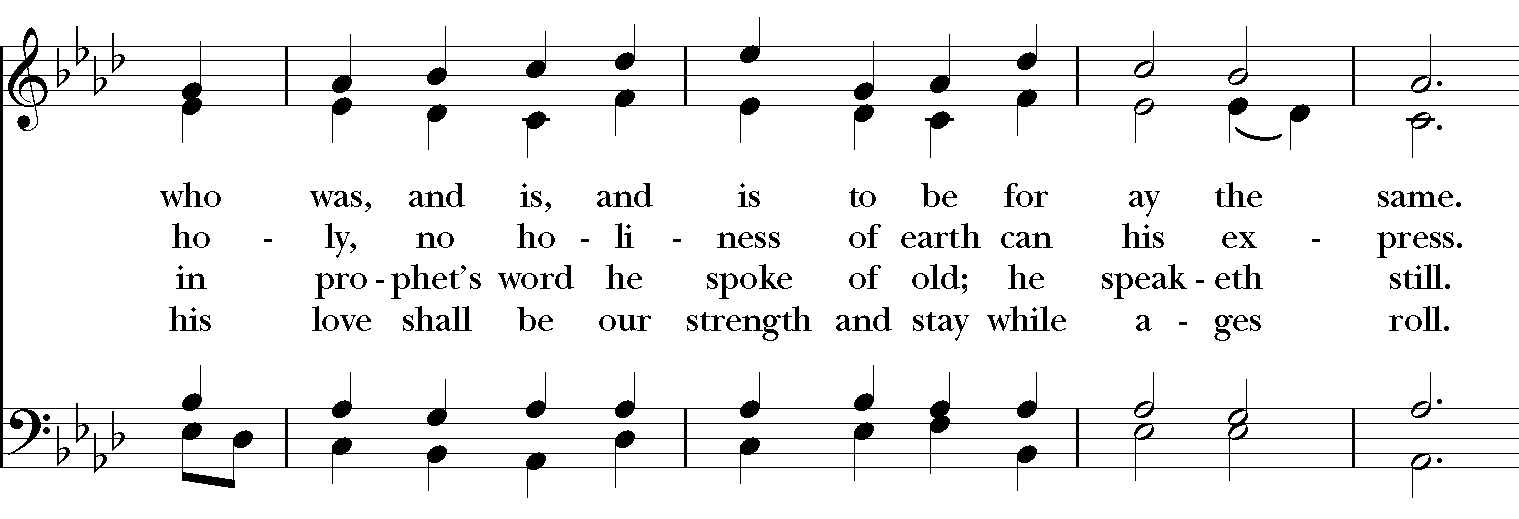 who was, and is, and is to be for ay the same.
ho - ly, no ho - li - ness of earth can his ex - press.
in pro - phet's word he spoke of old; he speak - eth still.
his love shall be our strength and stay while a - ges roll.